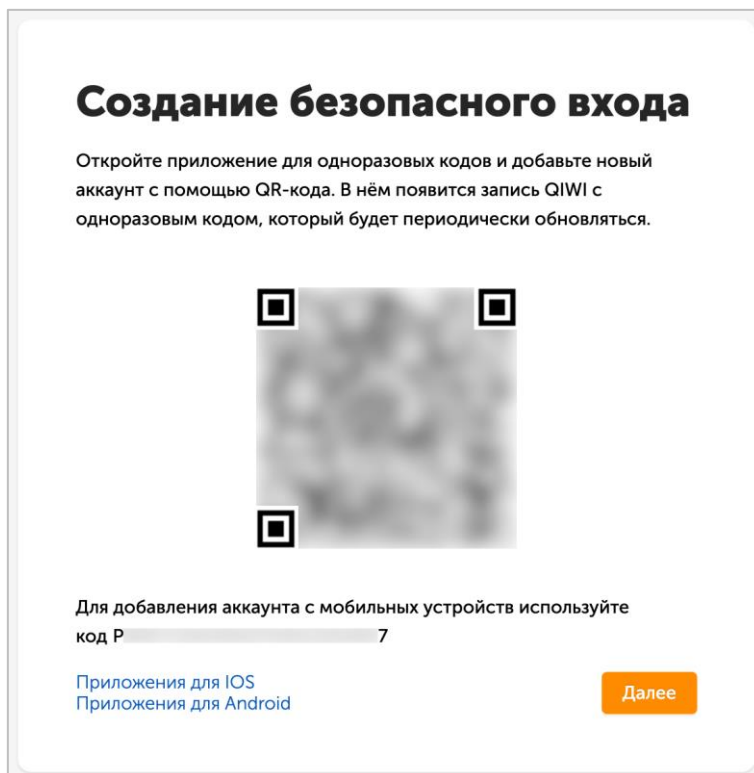 Создание безопасного входа
Откройте приложение для одноразовых кодов и добавьте новый
аккаунт с помощью QR-кода. В нём появится запись QIWI с
одноразовым кодом, который будет периодически обновляться.
Для добавления аккаунта с мобильных устройств используйте
код P 7
Приложения для IOS
Приложения для Android
Далее